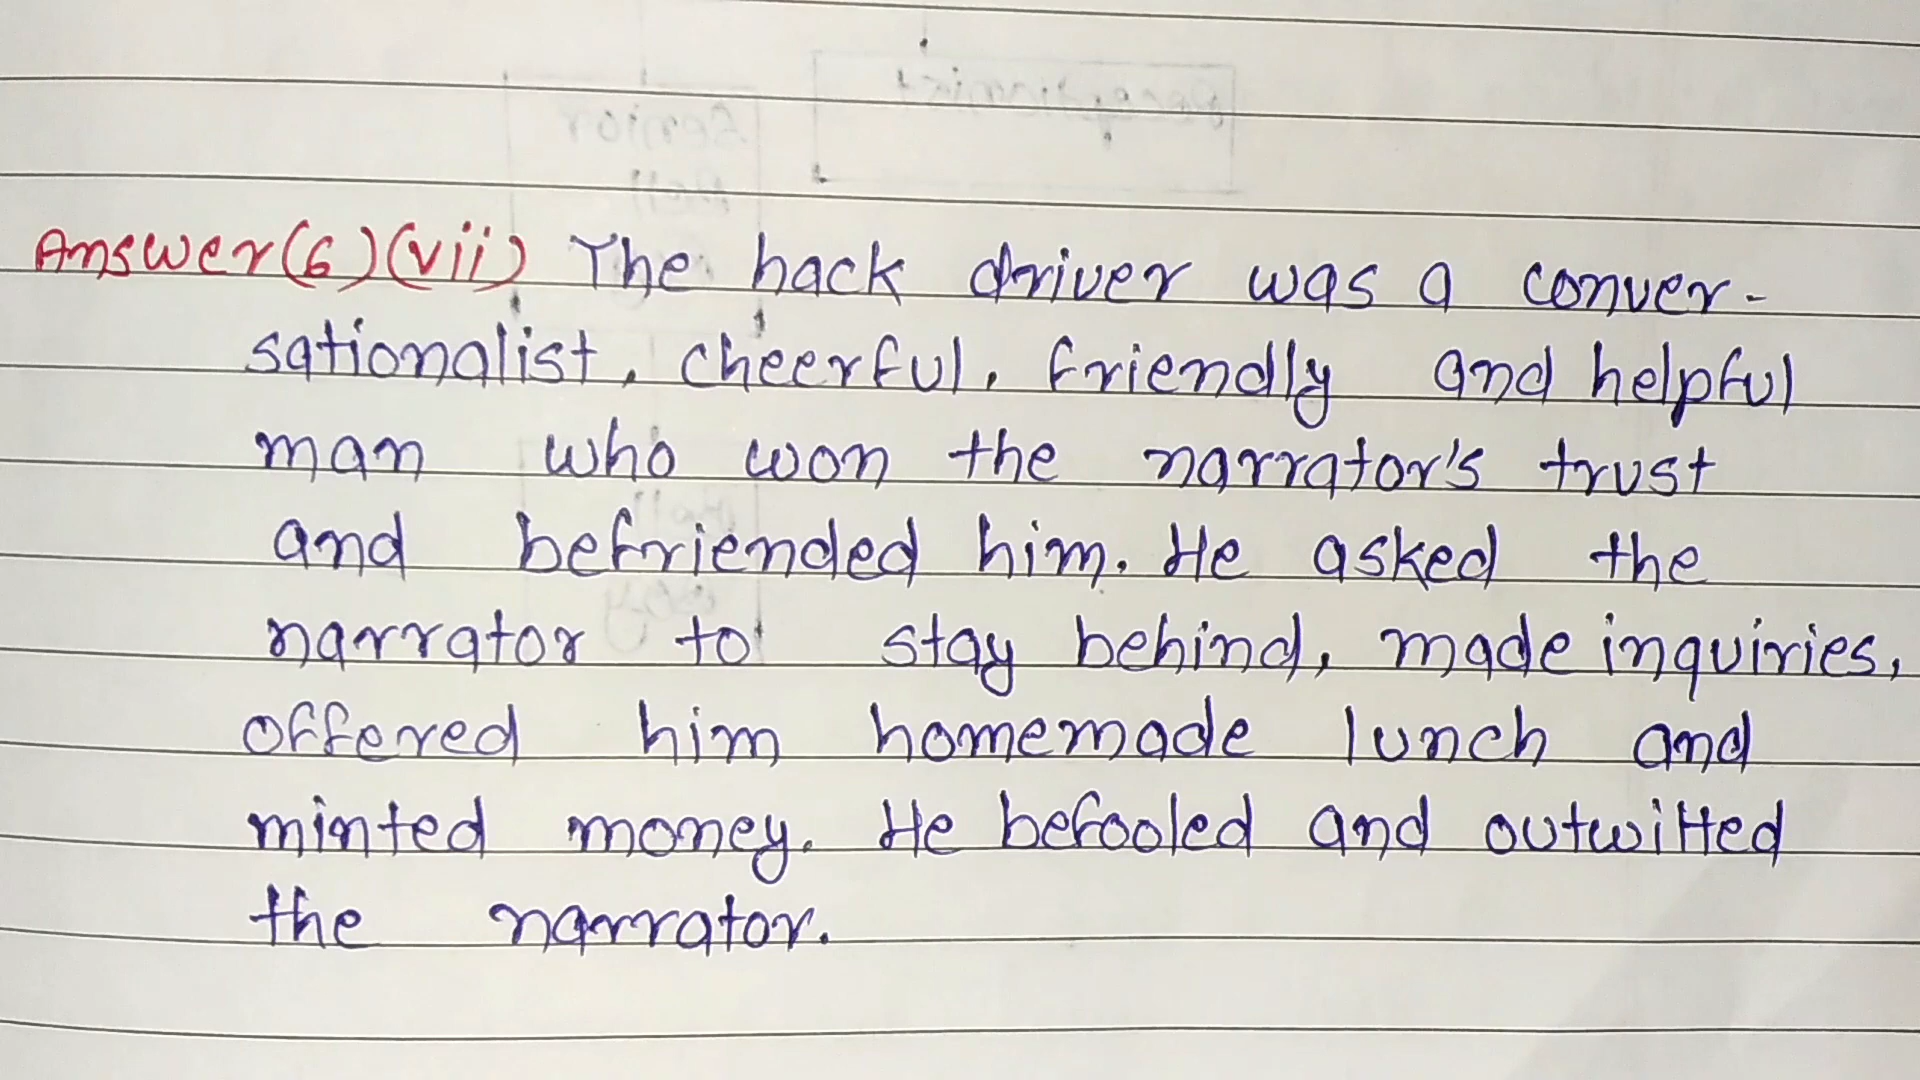 Answer(6)(vii) The hack driver was a conver-
sationalist, cheerful, friendly and helpful
man who won the narrator's trust
and befriended him. He asked the
narrator to stay behind, made inquiries,
offered him homemade lunch and
minted money. He befooled and outwitted
the narrator.